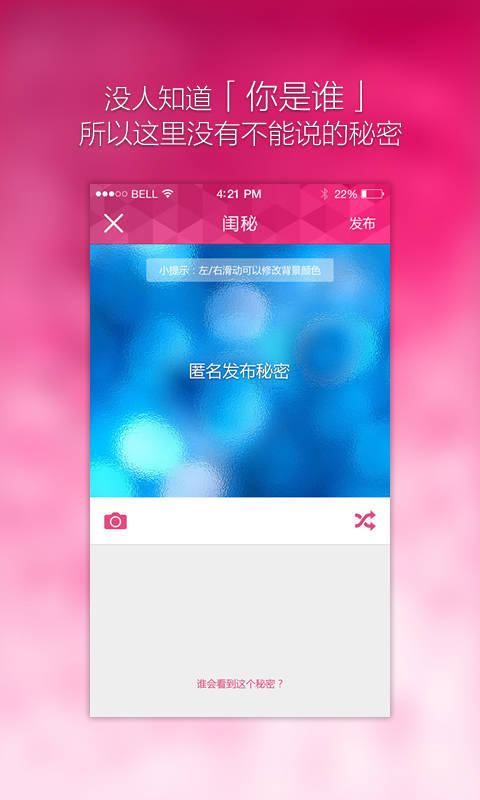 没人知道「你是谁」
所以这里没有不能说的秘密
BELL 4:21 PM 22%
闺秘 发布
小提示：左/右滑动可以修改背景颜色
匿名发布秘密
谁会看到这个秘密？